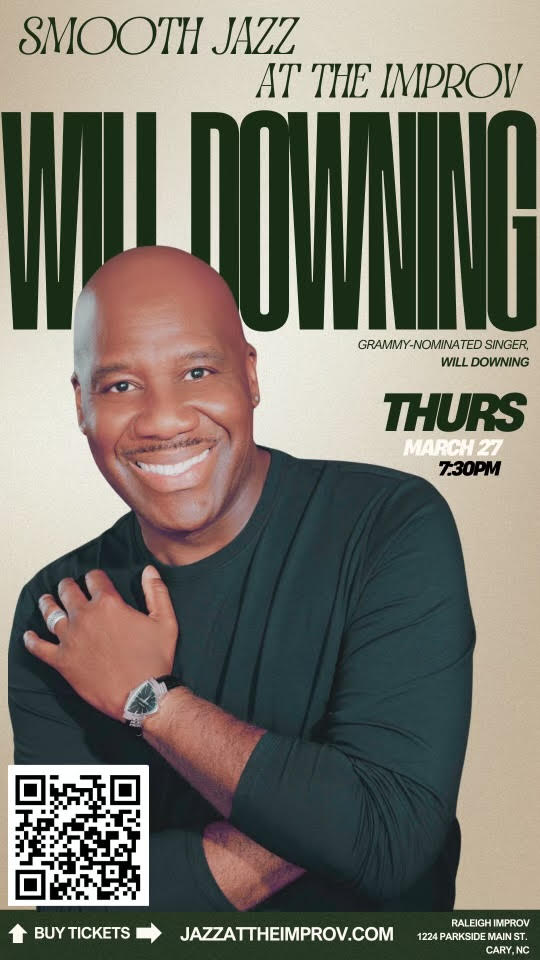 SMOOTH JAZZ
AT THE IMPROV
WILL DOWNING
GRAMMY-NOMINATED SINGER,
WILL DOWNING
THURS
MARCH 27
7:30PM
BUY TICKETS
JAZZATTHEIMPROV.COM
RALEIGH IMPROV
1224 PARKSIDE MAIN ST.
CARY, NC